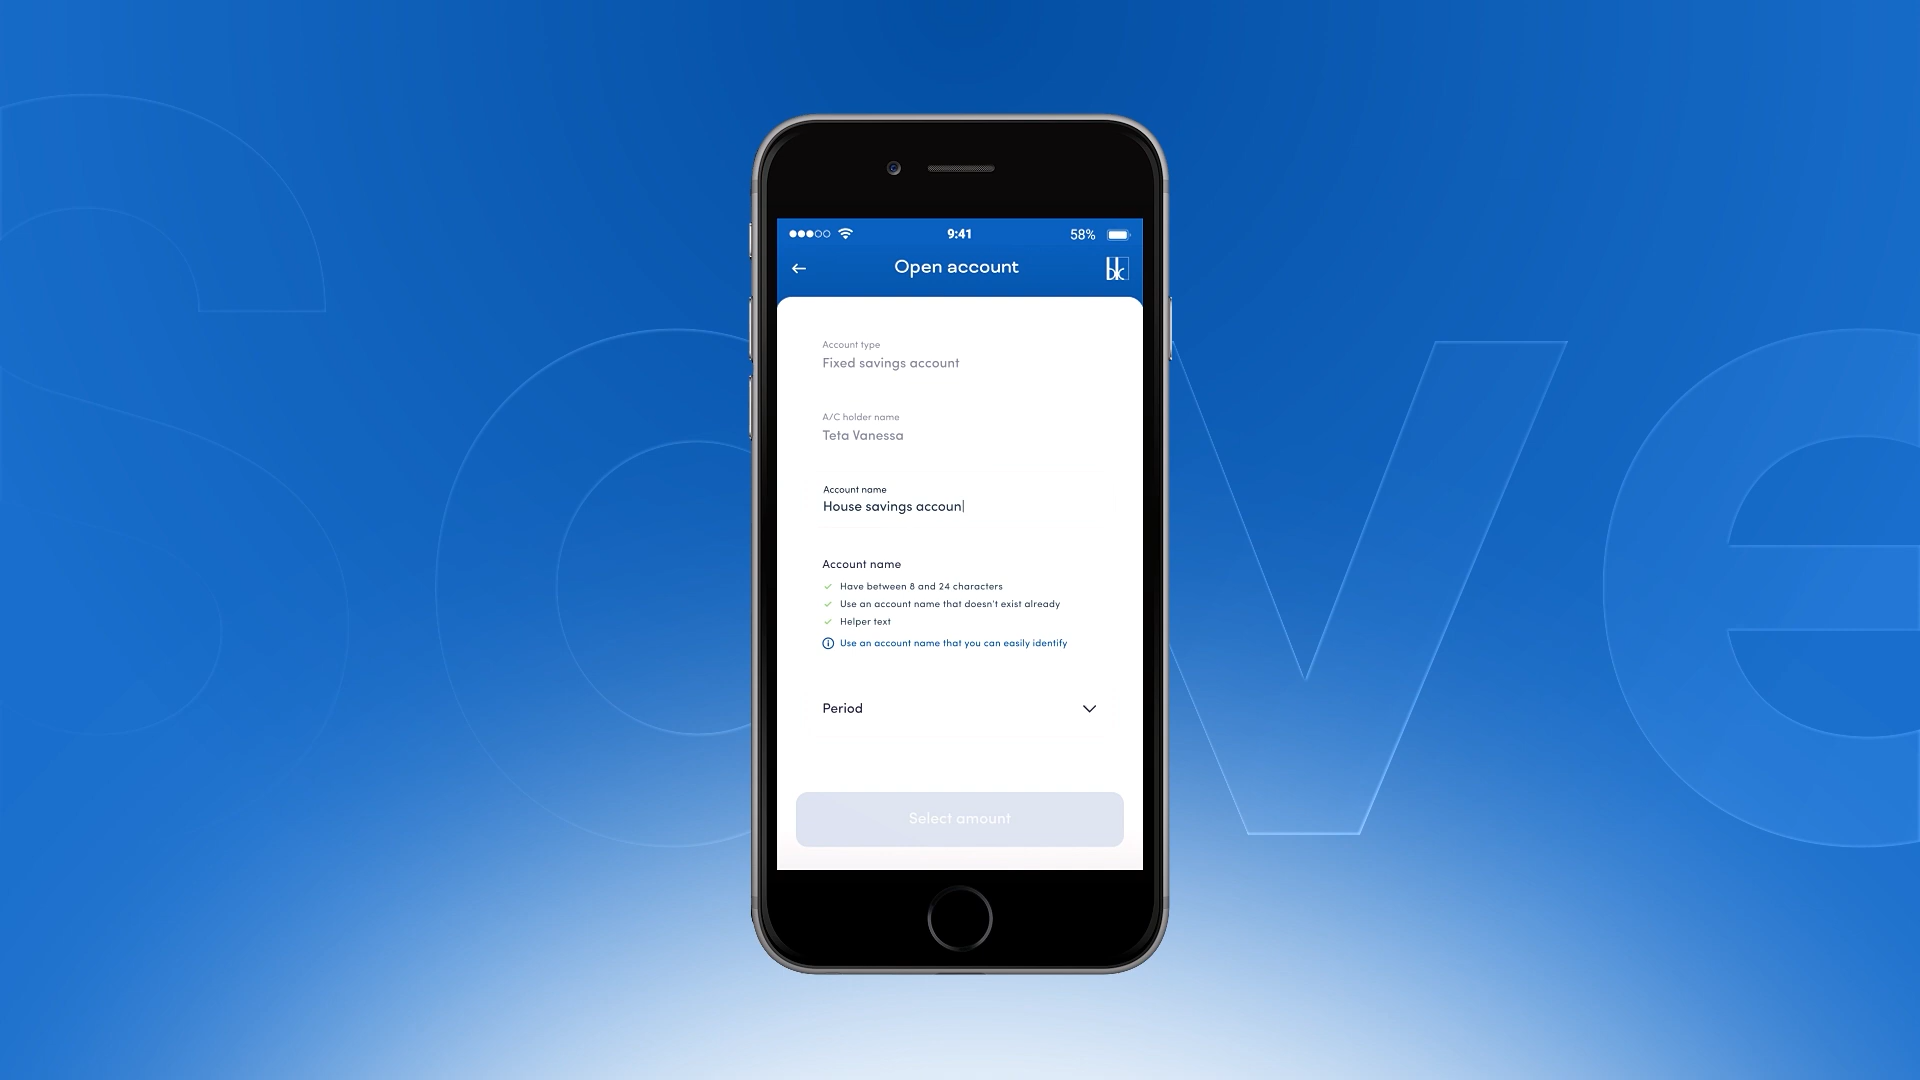 Save
9:41
58%
Open account
bk
Account type
Fixed savings account
A/C holder name
Teta Vanessa
Account name
House savings accoun
Account name
Have between 8 and 24 characters
Use an account name that doesn't exist already
Helper text
Use an account name that you can easily identify
Period
Select amount